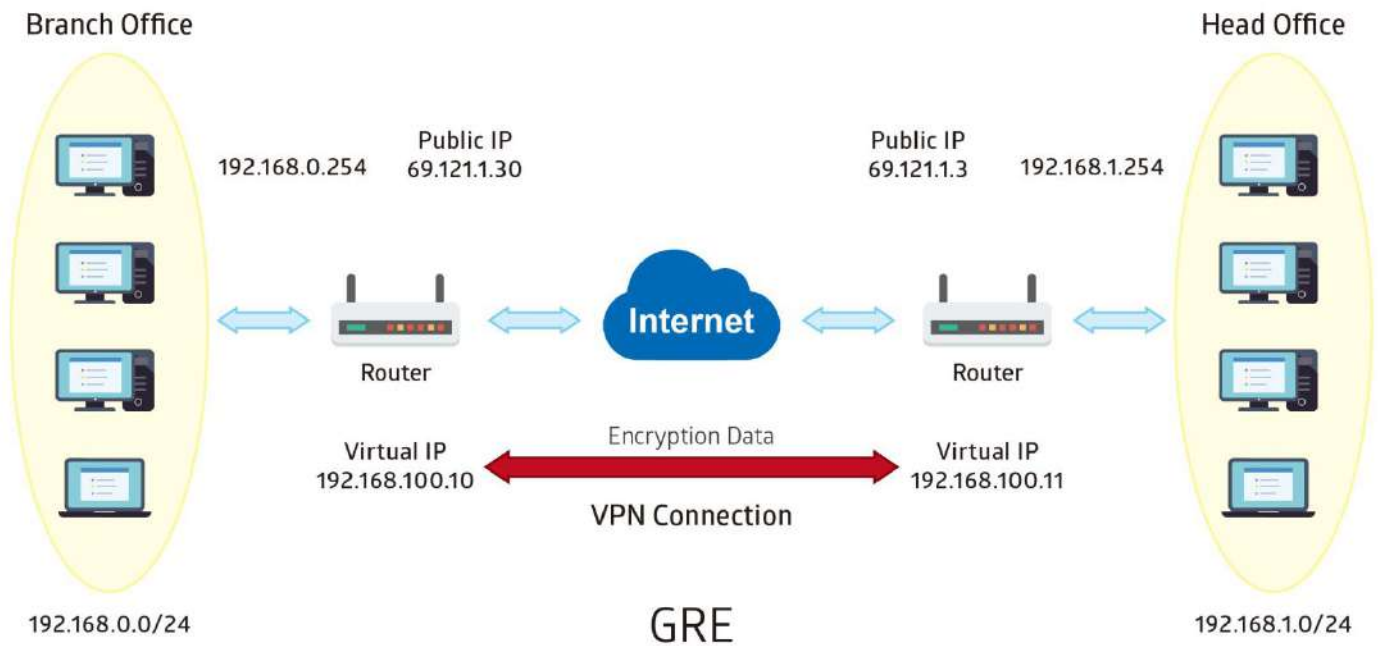 Branch Office
Head Office
Public IP
69.121.1.30
192.168.0.254
Public IP
69.121.1.3
192.168.1.254
Internet
Router
Router
Encryption Data
Virtual IP
192.168.100.10
Virtual IP
192.168.100.11
VPN Connection
192.168.0.0/24
GRE
192.168.1.0/24